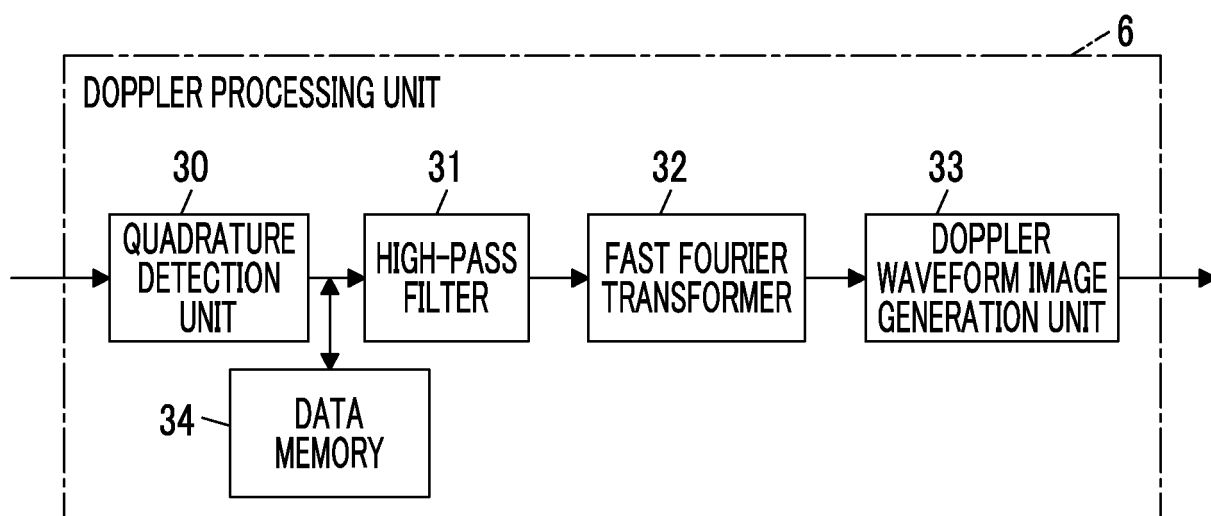 6
DOPPLER PROCESSING UNIT
30
31
32
33
QUADRATURE
DETECTION
UNIT
HIGH-PASS
FILTER
FAST FOURIER
TRANSFORMER
DOPPLER
WAVEFORM IMAGE
GENERATION UNIT
34
DATA
MEMORY